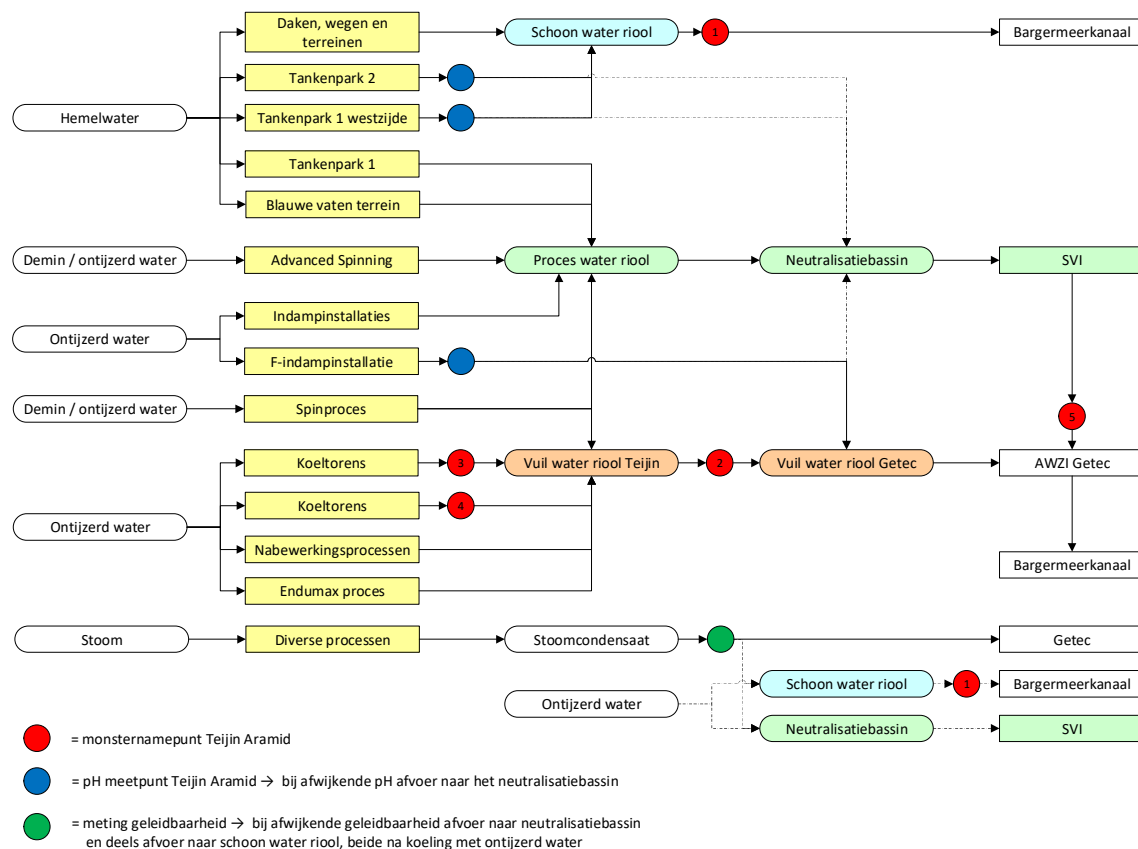 Daken, wegen en
terreinen
Schoon water riool
1
Bargermeerkanaal
Tankenpark 2
Hemelwater
Tankenpark 1 westzijde
Tankenpark 1
Blauwe vaten terrein
Demin / ontijzerd water
Advanced Spinning
Proces water riool
Neutralisatiebassin
SVI
Indampinstallaties
Ontijzerd water
F-indampinstallatie
Demin / ontijzerd water
Spinproces
5
Koeltorens
3
Vuil water riool Teijin
2
Vuil water riool Getec
AWZI Getec
Koeltorens
4
Ontijzerd water
Nabewerkingsprocessen
Bargermeerkanaal
Endumax proces
Stoom
Diverse processen
Stoomcondensaat
Getec
Schoon water riool
1
Bargermeerkanaal
Ontijzerd water
Neutralisatiebassin
SVI
= monsternamepunt Teijin Aramid
= pH meetpunt Teijin Aramid → bij afwijkende pH afvoer naar het neutralisatiebassin
= meting geleidbaarheid → bij afwijkende geleidbaarheid afvoer naar neutralisatiebassin
en deels afvoer naar schoon water riool, beide na koeling met ontijzerd water